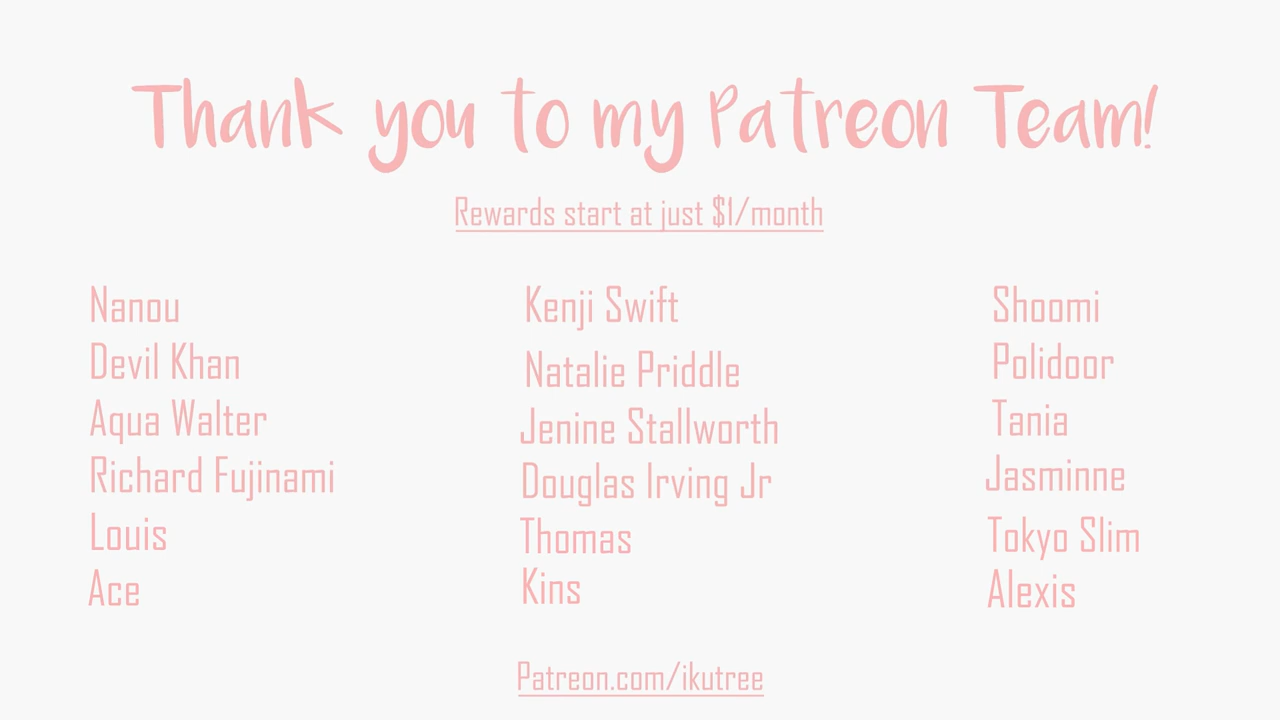 Thank you to my Patreon Team!
Rewards start at just $1/month
Nanou
Devil Khan
Aqua Walter
Richard Fujinami
Louis
Ace
Kenji Swift
Natalie Priddle
Jenine Stallworth
Douglas Irving Jr
Thomas
Kins
Shoomi
Polidoor
Tania
Jasminne
Tokyo Slim
Alexis
Patreon.com/ikutree